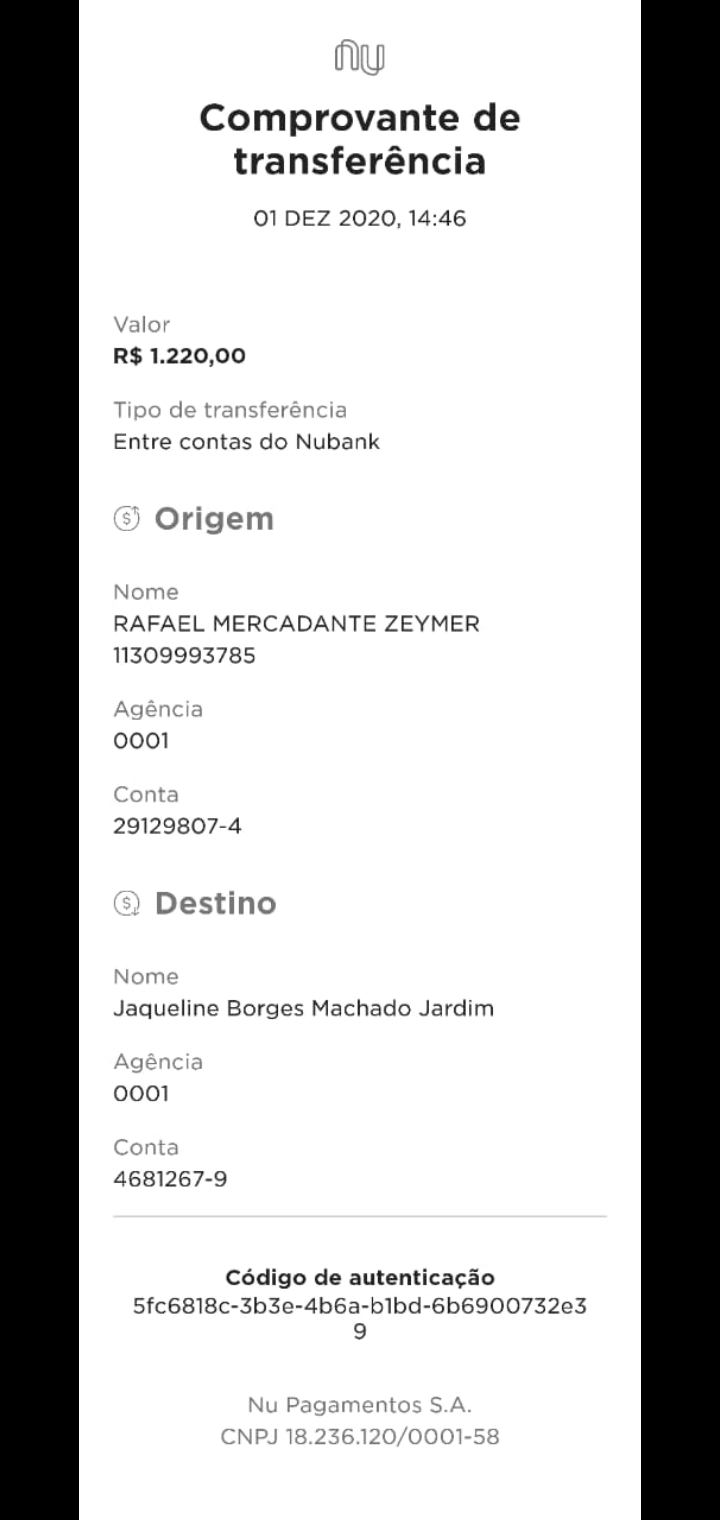 nu
Comprovante de
transferência
01 DEZ 2020, 14:46
Valor
R$ 1.220,00
Tipo de transferência
Entre contas do Nubank
Origem
Nome
RAFAEL MERCADANTE ZEYMER
11309993785
Agência
0001
Conta
29129807-4
Destino
Nome
Jaqueline Borges Machado Jardim
Agência
0001
Conta
4681267-9
Código de autenticação
5fc6818c-3b3e-4b6a-b1bd-6b6900732e3
9
Nu Pagamentos S.A.
CNPJ 18.236.120/0001-58